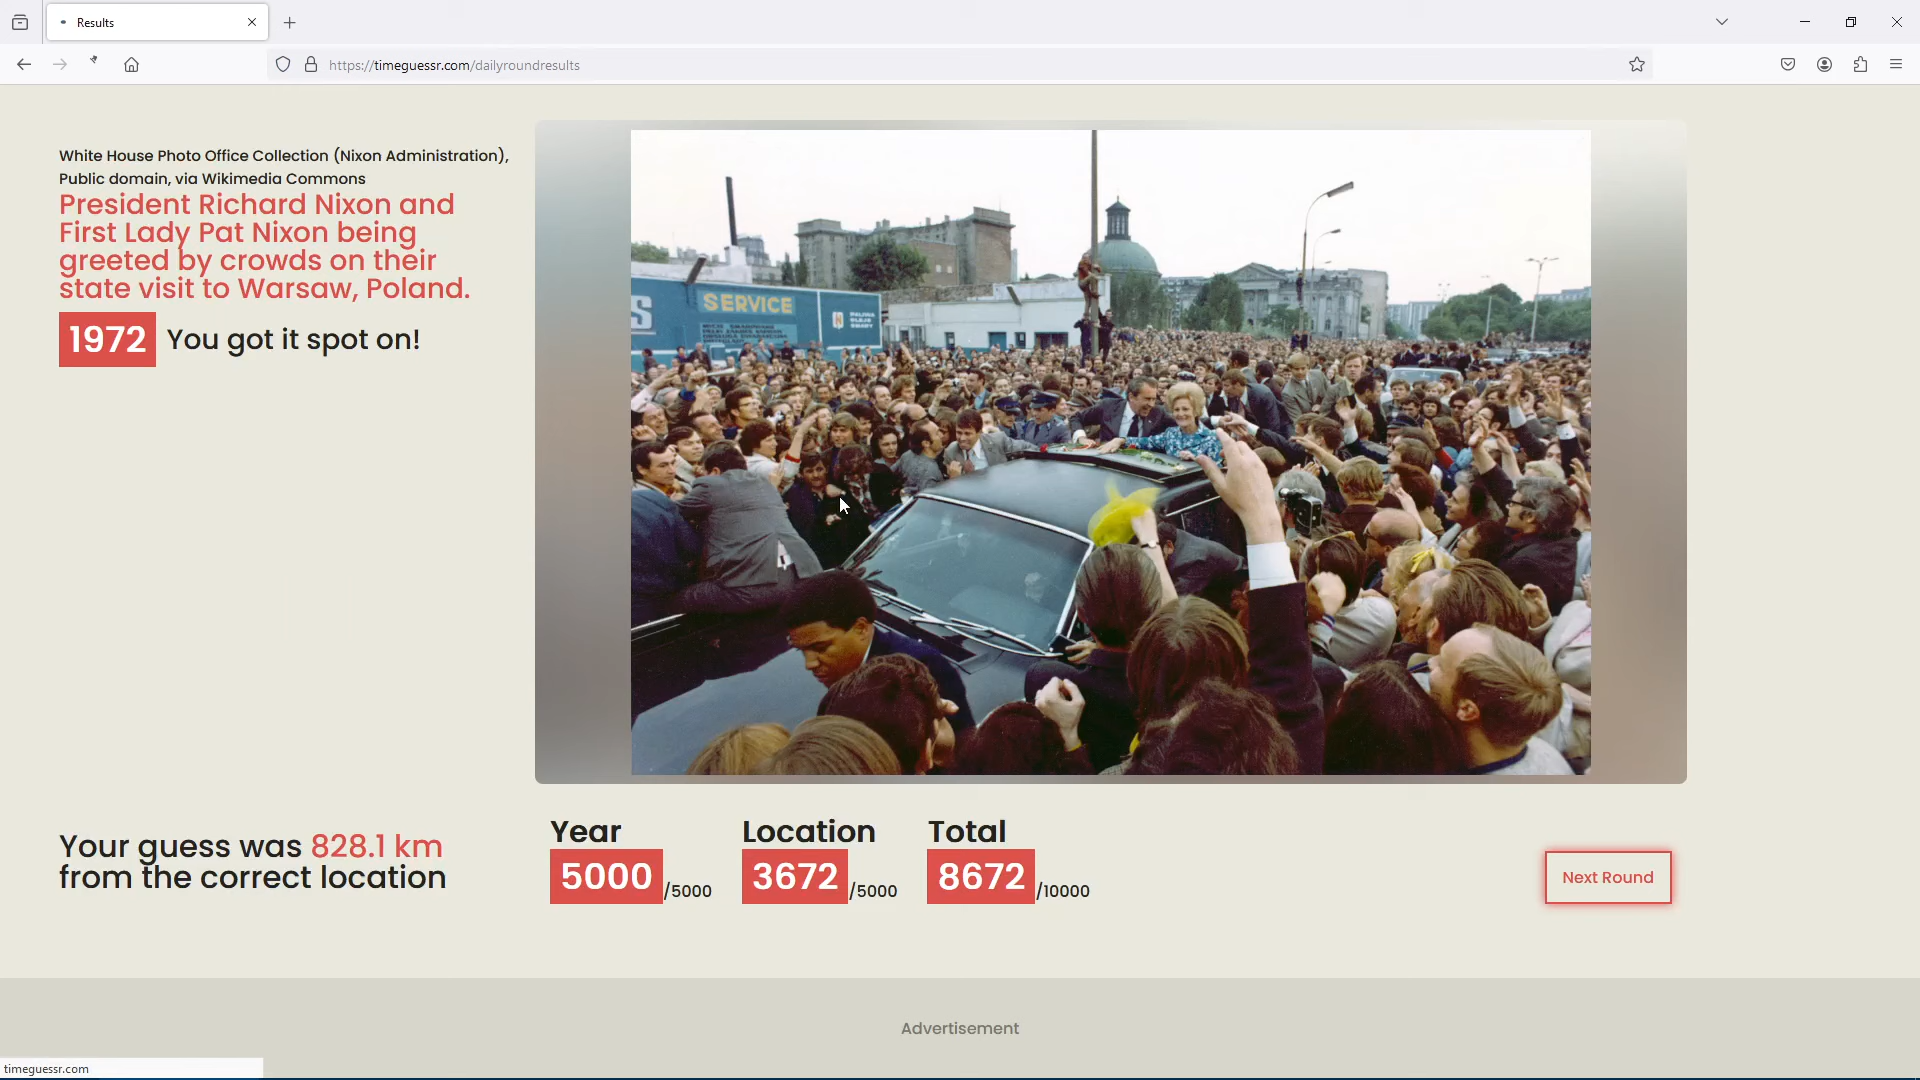 Results
https://timeguessr.com/dailyroundresults
White House Photo Office Collection (Nixon Administration),
Public domain, via Wikimedia Commons
President Richard Nixon and
First Lady Pat Nixon being
greeted by crowds on their
state visit to Warsaw, Poland.
1972 You got it spot on!
S SERVICE
Your guess was 828.1 km
from the correct location
Year Location Total
5000/5000 3672/5000 8672/10000
Next Round
Advertisement
timeguessr.com